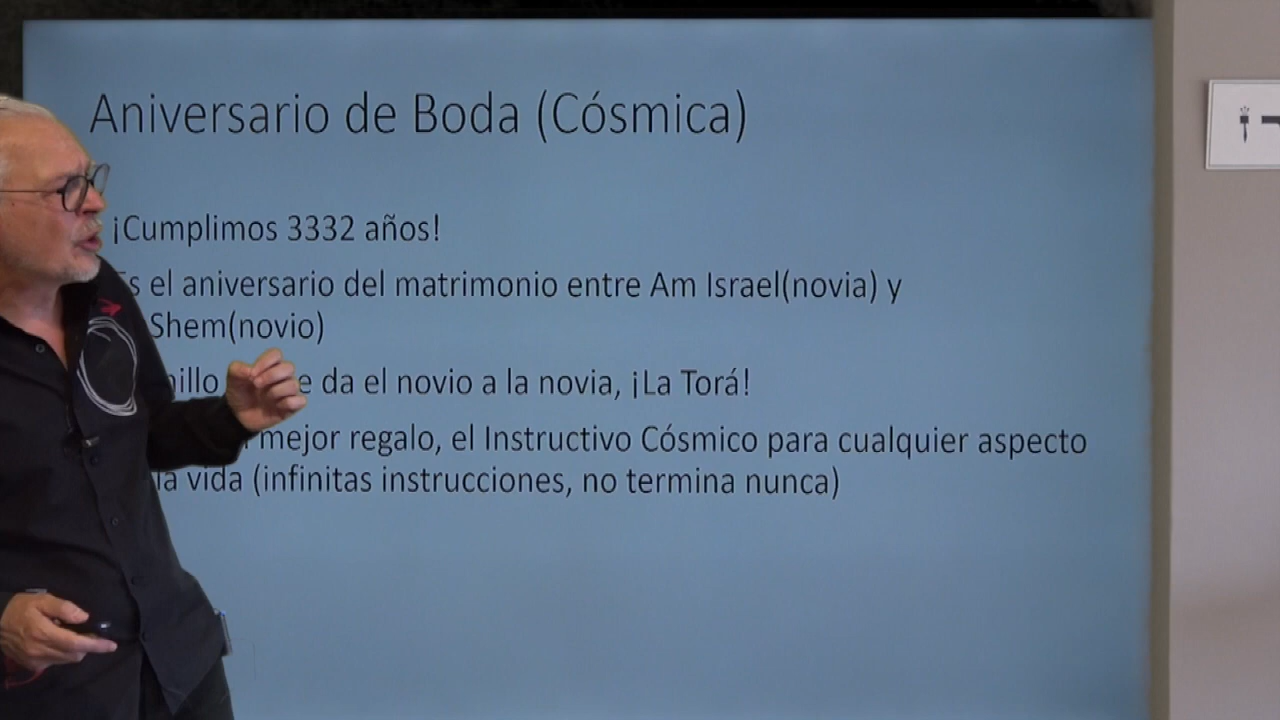 Aniversario de Boda (Cósmica)
¡Cumplimos 3332 años!
el aniversario del matrimonio entre Am Israel(novia) y
Shem(novio)
da el novio a la novia, ¡La Torá!
mejor regalo, el Instructivo Cósmico para cualquier aspecto
la vida (infinitas instrucciones, no termina nunca)